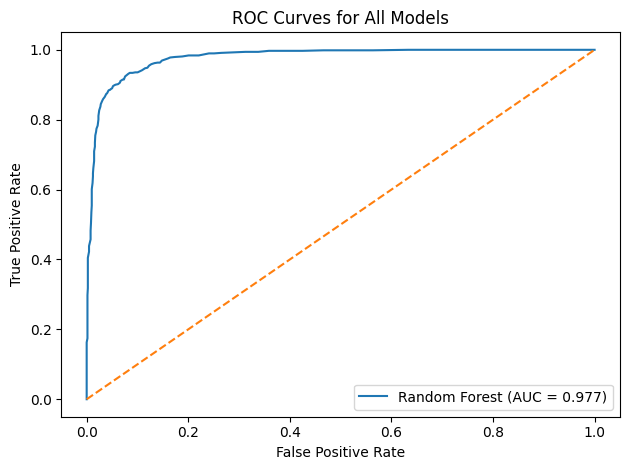 ROC Curves for All Models
True Positive Rate
1.0
0.8
0.6
0.4
0.2
0.0
Random Forest (AUC = 0.977)
0.0 0.2 0.4 0.6 0.8 1.0
False Positive Rate